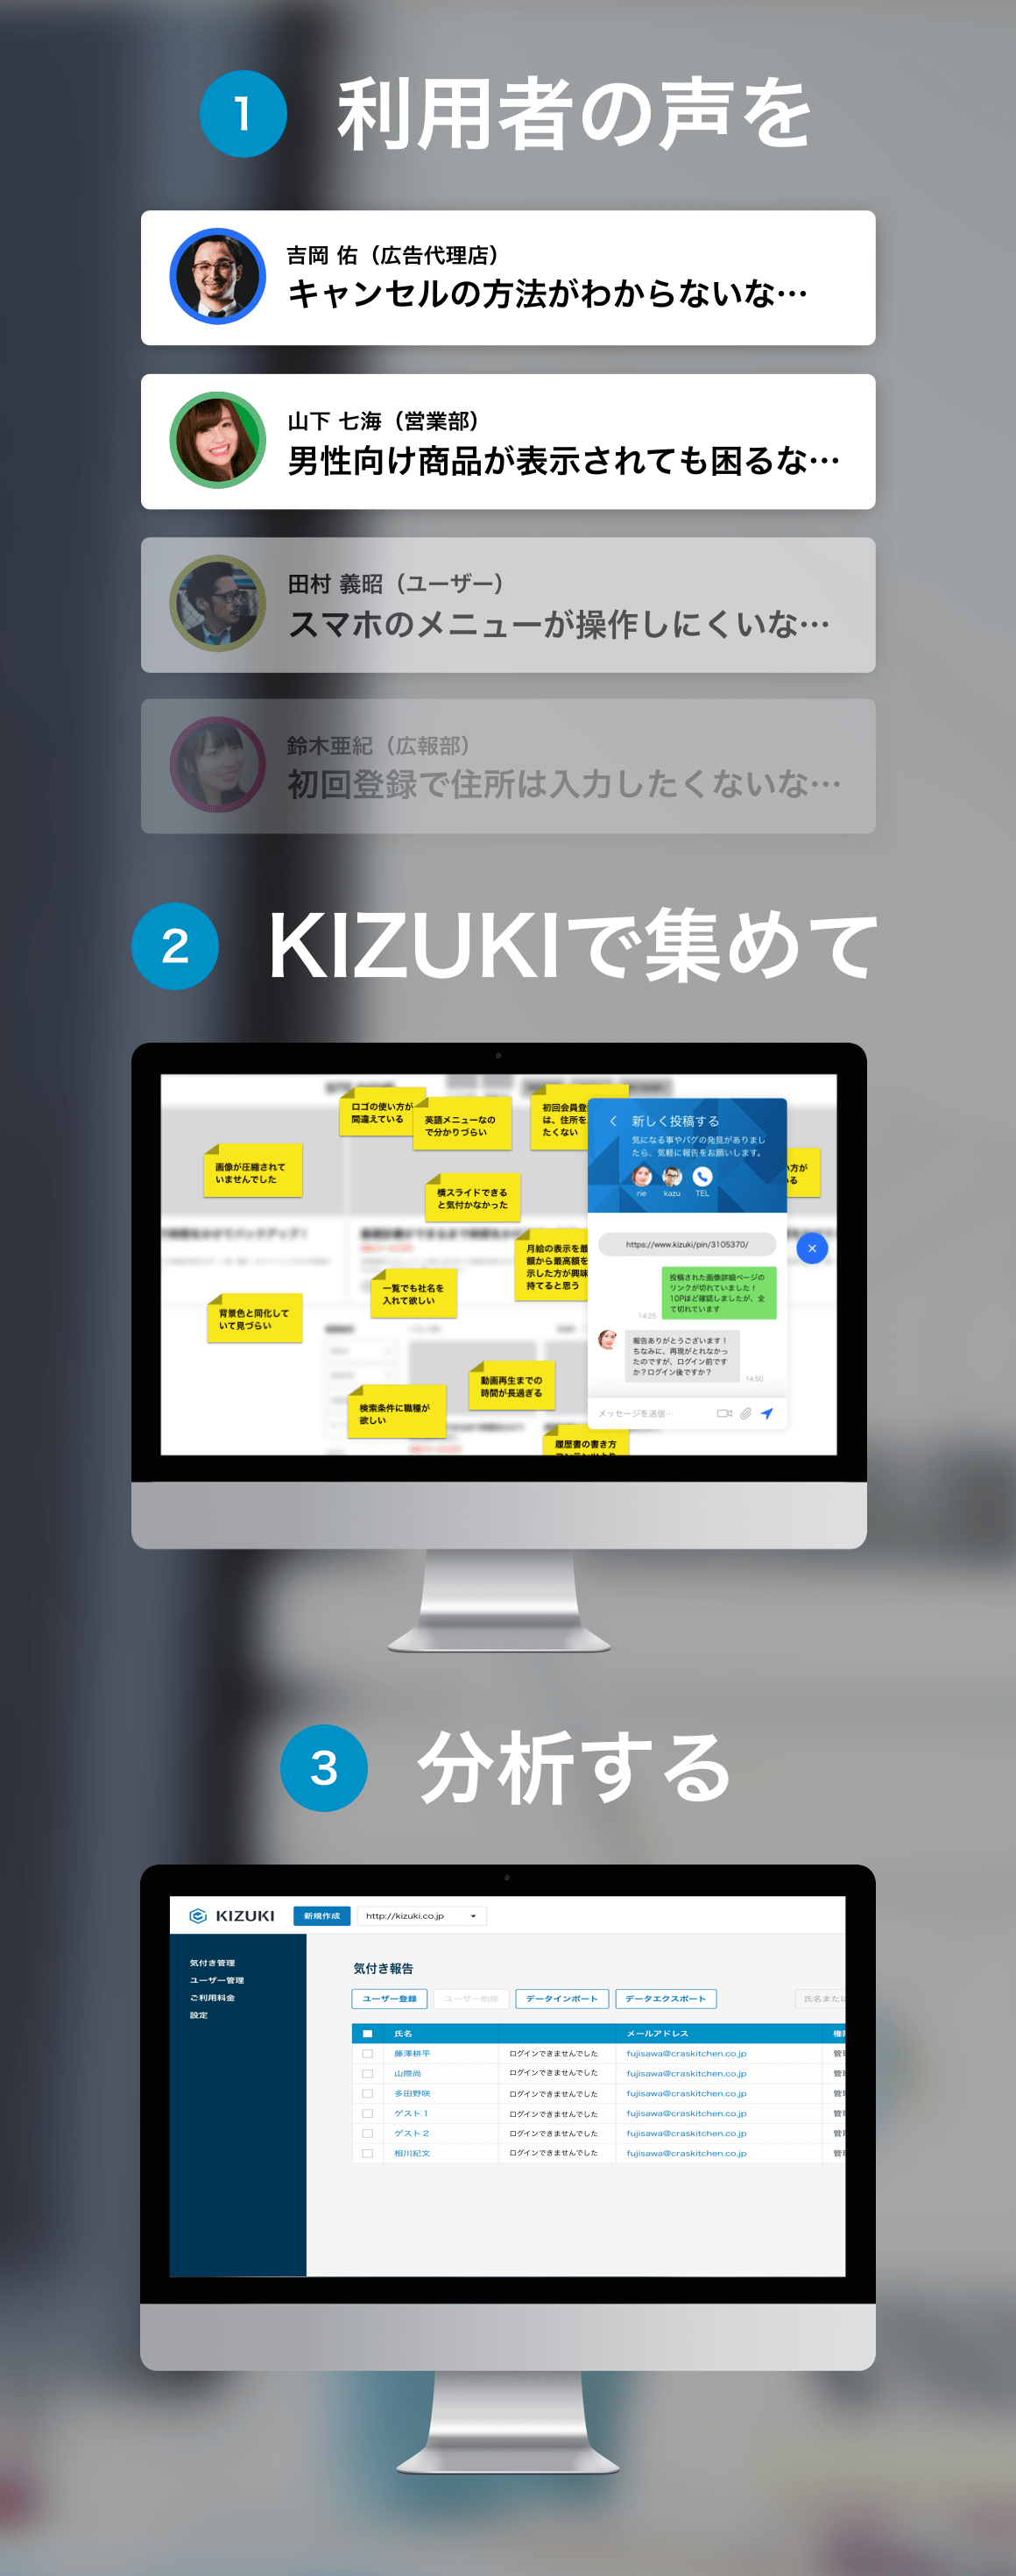 1 利用者の声を
吉岡 佑（広告代理店）
キャンセルの方法がわからないな…
山下 七海（営業部）
男性向け商品が表示されても困るな…
田村 義昭（ユーザー）
スマホのメニューが操作しにくいな…
鈴木亜紀（広報部）
初回登録で住所は入力したくないな…
2 KIZUKIで集めて
ロゴの使い方が
間違えている
英語メニューなの
で分かりづらい
初回会員登
は、住所を
たくない
画像が圧縮されて
いませんでした
横スライドできる
と気付かなかった
月給の表示を最
額から最高額を
示した方が興味
持てると思う
一覧でも社名を
入れて欲しい
背景色と同化して
いて見づらい
動画再生までの
時間が長過ぎる
検索条件に職種が
欲しい
履歴書の書き方
い方が
いる
新しく投稿する
気になる事やバグの発見がありまし
たら、気軽に報告をお願いします。
rie kazu TEL
https://www.kizuki/pin/3105370/
投稿された画像詳細ページの
リンクが切れていました！
10Pほど確認しましたが、全
て切れています
14:25
報告ありがとうございます！
ちなみに、再現がとれなかっ
たのですが、ログイン前です
か？ログイン後ですか？
14:50
メッセージを送信…
3 分析する
KIZUKI 新規作成 http://kizuki.co.jp
気付き管理
ユーザー管理
ご利用料金
設定
気付き報告
ユーザー登録 ユーザー削除 データインポート データエクスポート 氏名または
氏名 メールアドレス 権
藤澤耕平 ログインできませんでした fujisawa@craskitchen.co.jp 管
山際尚 ログインできませんでした fujisawa@craskitchen.co.jp 管
多田野咲 ログインできませんでした fujisawa@craskitchen.co.jp 管
ゲスト1 ログインできませんでした fujisawa@craskitchen.co.jp 管
ゲスト2 ログインできませんでした fujisawa@craskitchen.co.jp 管
相川紀文 ログインできませんでした fujisawa@craskitchen.co.jp 管